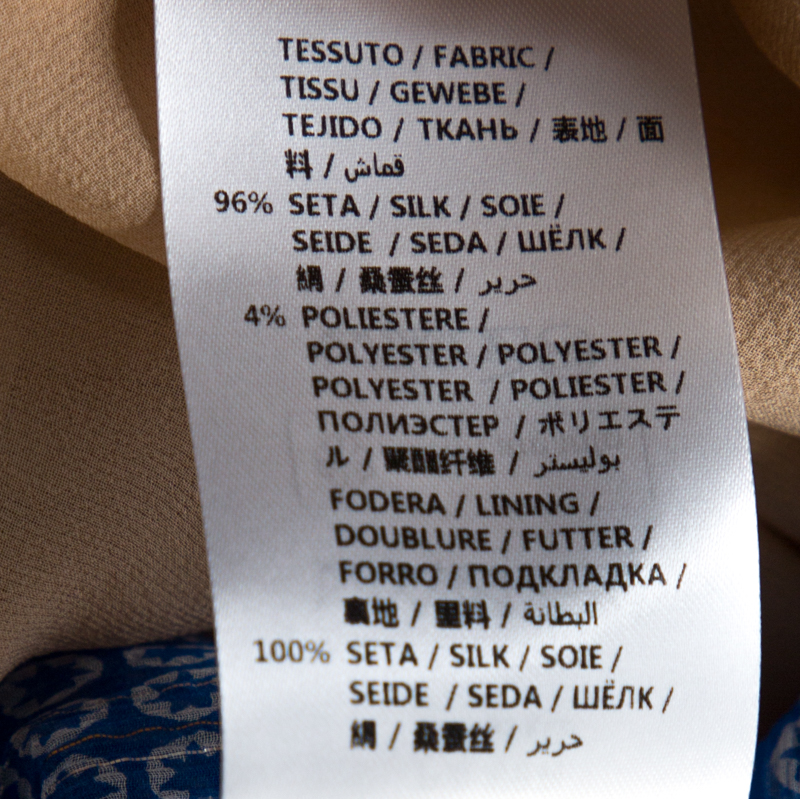 TESSUTO / FABRIC /
TISSU / GEWEBE /
TEJIDO / ТКАНЬ / 表地 / 面
料 / قماش
96% SETA / SILK / SOIE /
SEIDE / SEDA / ШЁЛК /
絹 / 桑蚕丝 / حرير
4% POLIESTERE /
POLYESTER / POLYESTER /
POLYESTER / POLIESTER /
ПОЛИЭСТЕР / ポリエステ
ル / 聚酯纤维 / بوليستر
FODERA / LINING /
DOUBLURE / FUTTER /
FORRO / ПОДКЛАДКА /
裏地 / 里料 / البطانة
100% SETA / SILK / SOIE /
SEIDE / SEDA / ШЁЛК /
絹 / 桑蚕丝 / حرير